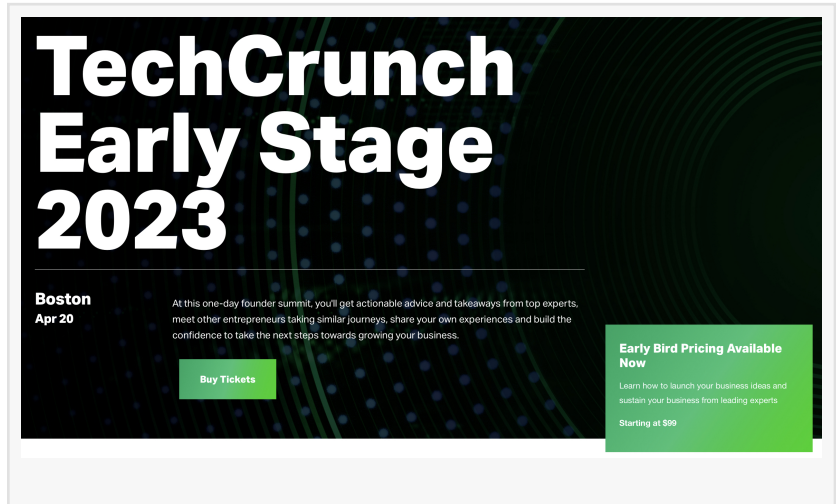 TechCrunch
Early Stage
2023
Boston
Apr 20
At this one-day founder summit, you'll get actionable advice and takeaways from top experts,
meet other entrepreneurs taking similar journeys, share your own experiences and build the
confidence to take the next steps towards growing your business.
Buy Tickets
Early Bird Pricing Available
Now
Learn how to launch your business ideas and
sustain your business from leading experts
Starting at $99